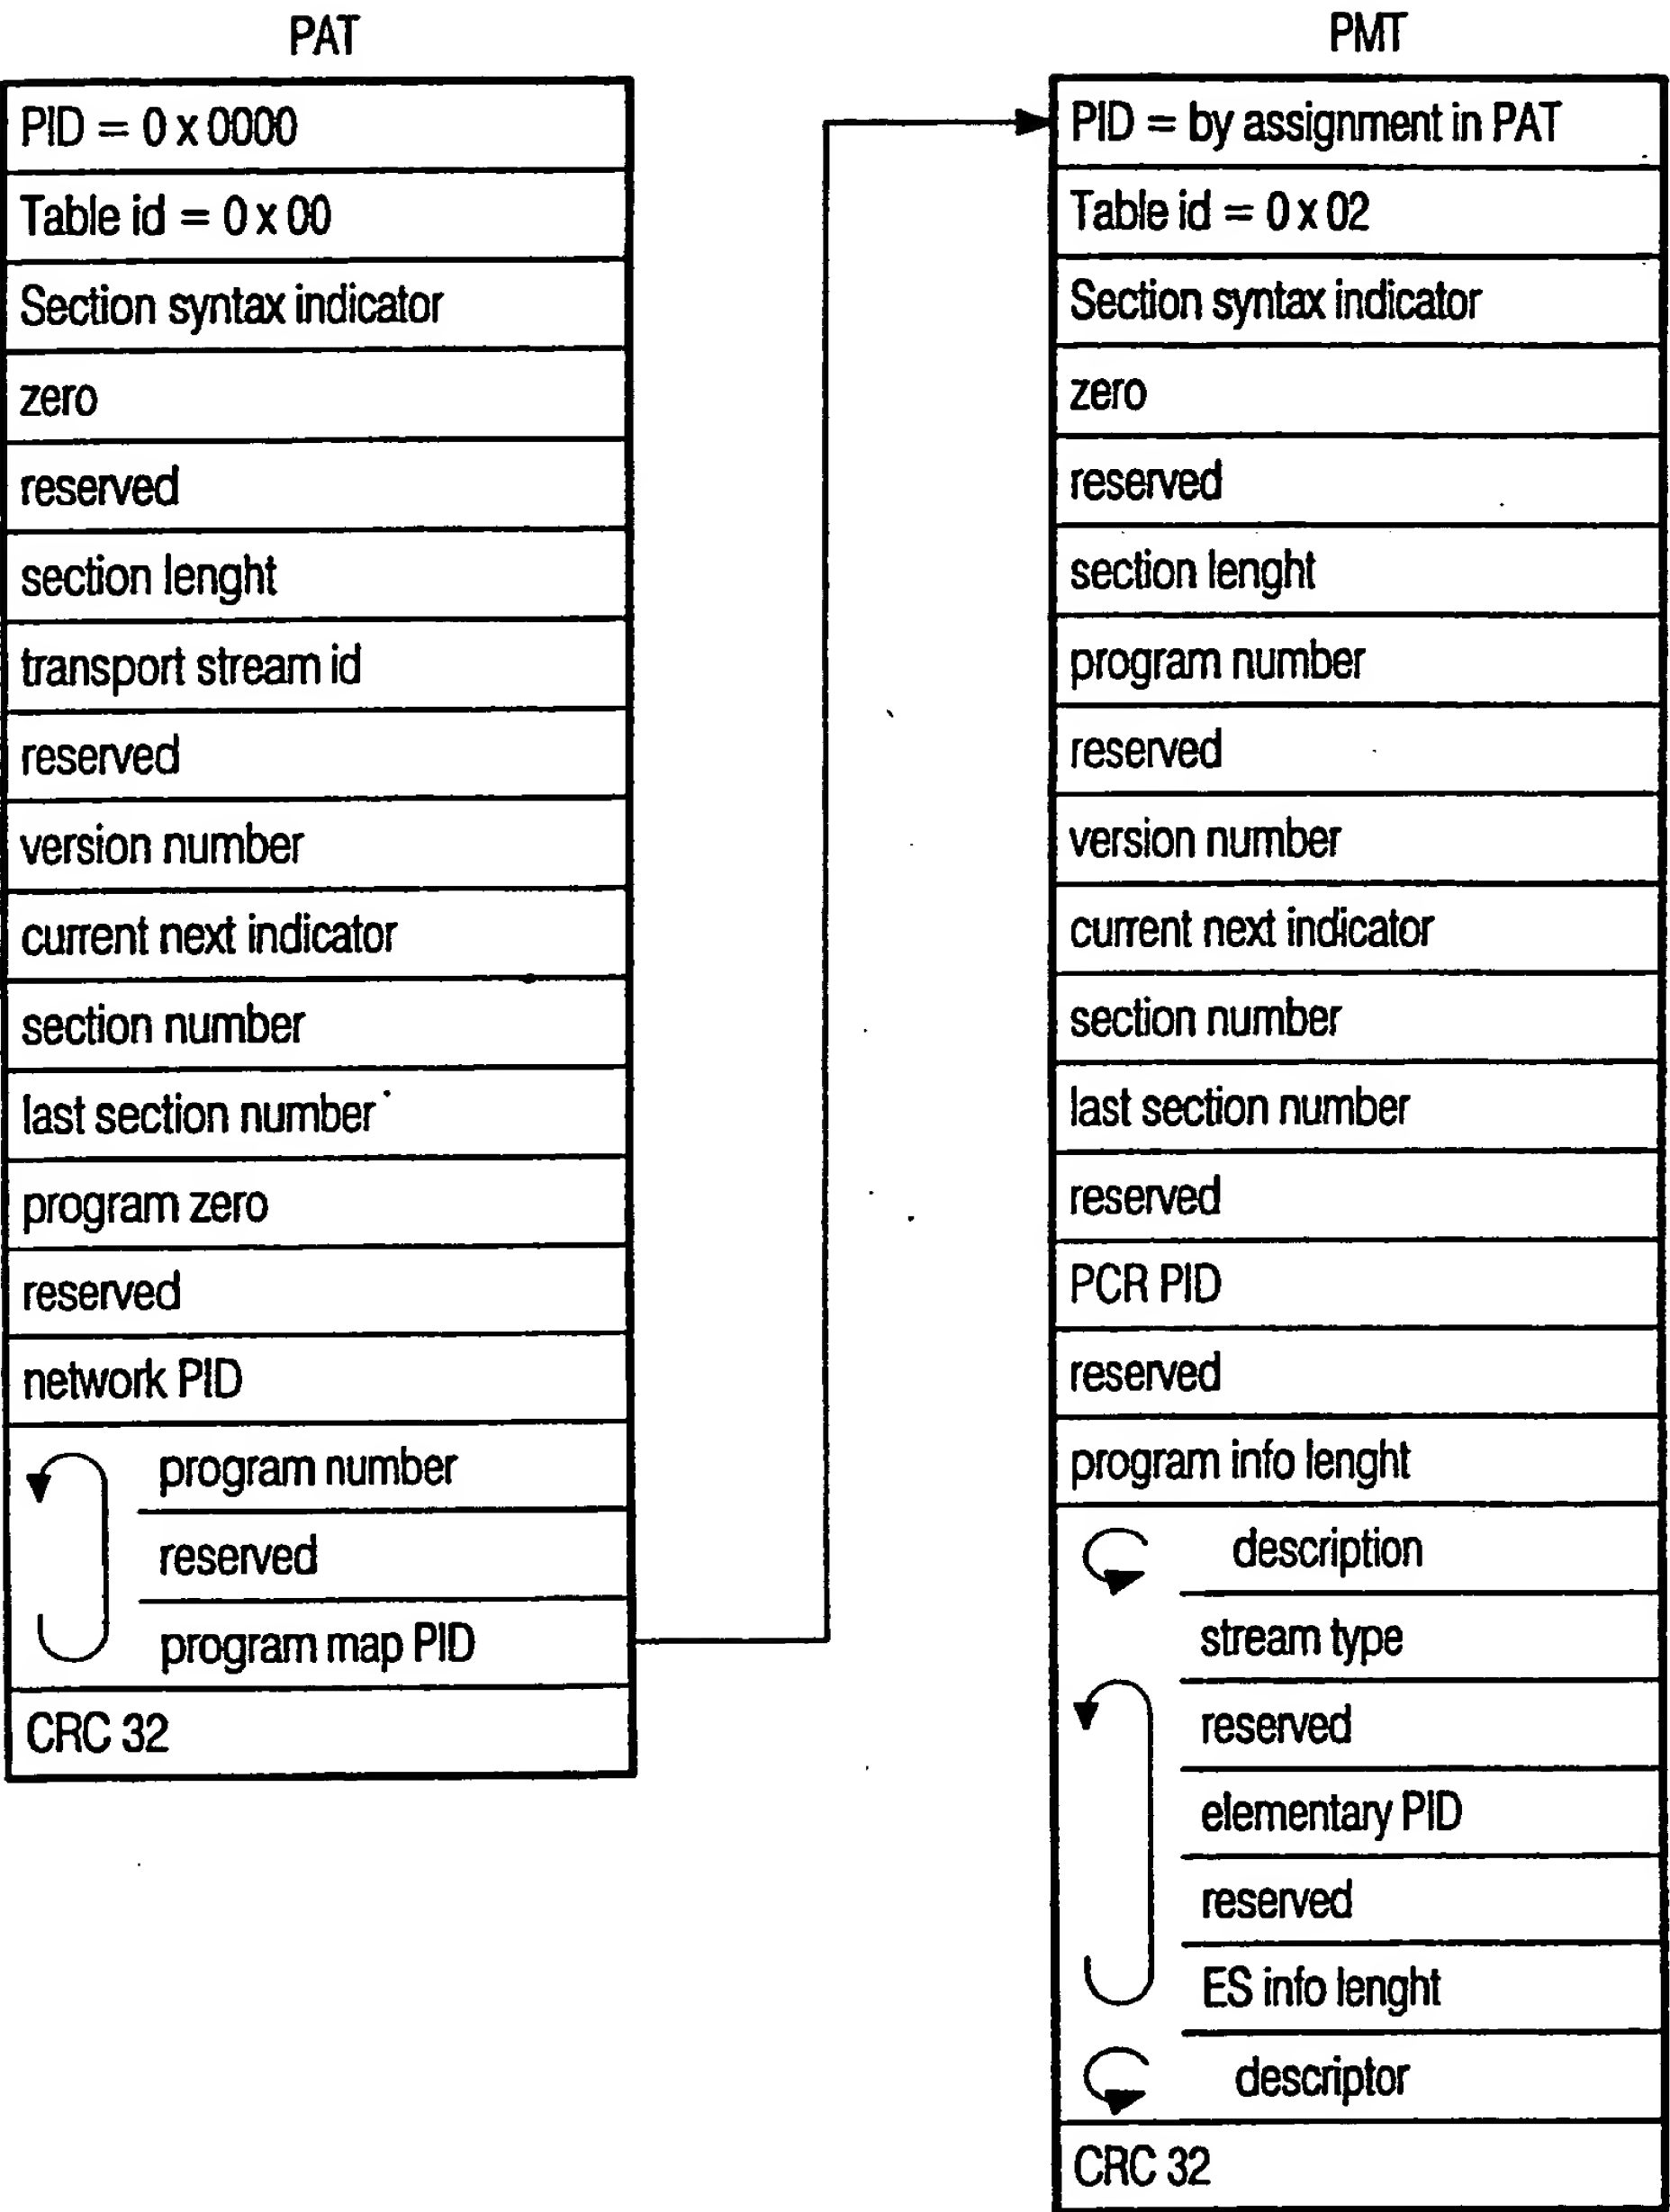 PAT
PID = 0 x 0000
Table id = 0 x 00
Section syntax indicator
zero
reserved
section lenght
transport stream id
reserved
version number
current next indicator
section number
last section number
program zero
reserved
network PID
program number
reserved
program map PID
CRC 32
PMT
PID = by assignment in PAT
Table id = 0 x 02
Section syntax indicator
zero
reserved
section lenght
program number
reserved
version number
current next indicator
section number
last section number
reserved
PCR PID
reserved
program info lenght
description
stream type
reserved
elementary PID
reserved
ES info lenght
descriptor
CRC 32